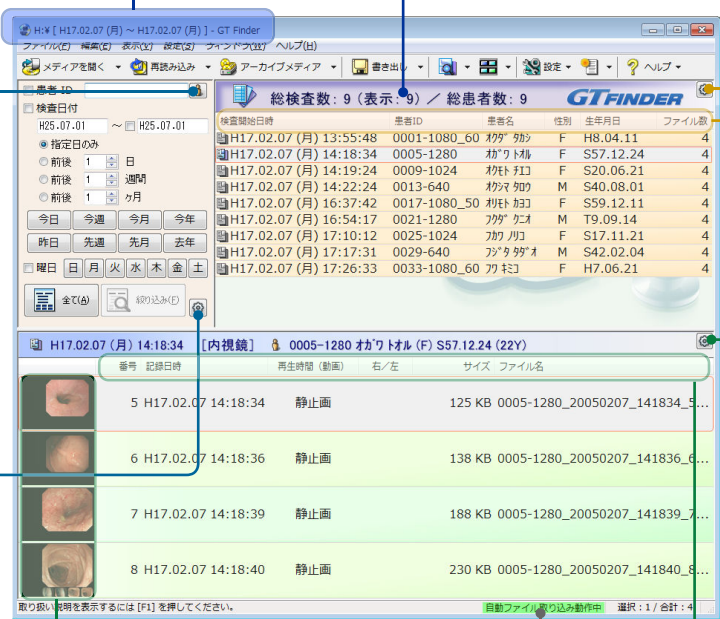 H:¥ [ H17.02.07 (月) ～ H17.02.07 (月) ] - GT Finder
ファイル(F) 編集(E) 表示(V) 設定(S) ウィンドウ(W) ヘルプ(H)
メディアを開く 再読み込み アーカイブメディア 書き出し 設定 ヘルプ
患者 ID
検査日付
H25.07.01 ～ H25.07.01
指定日のみ
前後 1 日
前後 1 週間
前後 1 ヶ月
今日 今週 今月 今年
昨日 先週 先月 去年
曜日 日 月 火 水 木 金 土
全て(A) 絞り込み(F)
総検査数: 9 (表示: 9) ／ 総患者数: 9 GTFINDER
検査開始日時 患者ID 患者名 性別 生年月日 ファイル数
H17.02.07 (月) 13:55:48 0001-1080_60 ｵｸﾀﾞ ﾀｶｼ F H8.04.11 4
H17.02.07 (月) 14:18:34 0005-1280 ｵｶﾞﾜ ﾄｵﾙ F S57.12.24 4
H17.02.07 (月) 14:19:24 0009-1024 ｵｶﾓﾄ ﾁｴｺ F S20.06.21 4
H17.02.07 (月) 14:22:24 0013-640 ｵｸｼﾏ ﾀﾛｳ M S40.08.01 4
H17.02.07 (月) 16:37:42 0017-1080_50 ｵﾘﾓﾄ ｶﾖｺ F S59.12.11 4
H17.02.07 (月) 16:54:17 0021-1280 ﾌｸﾀﾞ ｸﾆｵ M T9.09.14 4
H17.02.07 (月) 17:10:12 0025-1024 ﾌｶﾜ ﾉﾘｺ F S17.11.21 4
H17.02.07 (月) 17:17:31 0029-640 ﾌｼﾞﾀ ﾀﾀﾞｵ M S42.02.04 4
H17.02.07 (月) 17:26:33 0033-1080_60 ﾌﾜ ｷﾐｺ F H7.06.21 4
H17.02.07 (月) 14:18:34 [内視鏡] 0005-1280 ｵｶﾞﾜ ﾄｵﾙ (F) S57.12.24 (22Y)
番号 記録日時 再生時間 (動画) 右／左 サイズ ファイル名
5 H17.02.07 14:18:34 静止画 125 KB 0005-1280_20050207_141834_5...
6 H17.02.07 14:18:36 静止画 138 KB 0005-1280_20050207_141836_6...
7 H17.02.07 14:18:39 静止画 188 KB 0005-1280_20050207_141839_7...
8 H17.02.07 14:18:40 静止画 230 KB 0005-1280_20050207_141840_8...
取り扱い説明を表示するには [F1] を押してください。 自動ファイル取り込み動作中 選択 : 1 / 合計 : 4